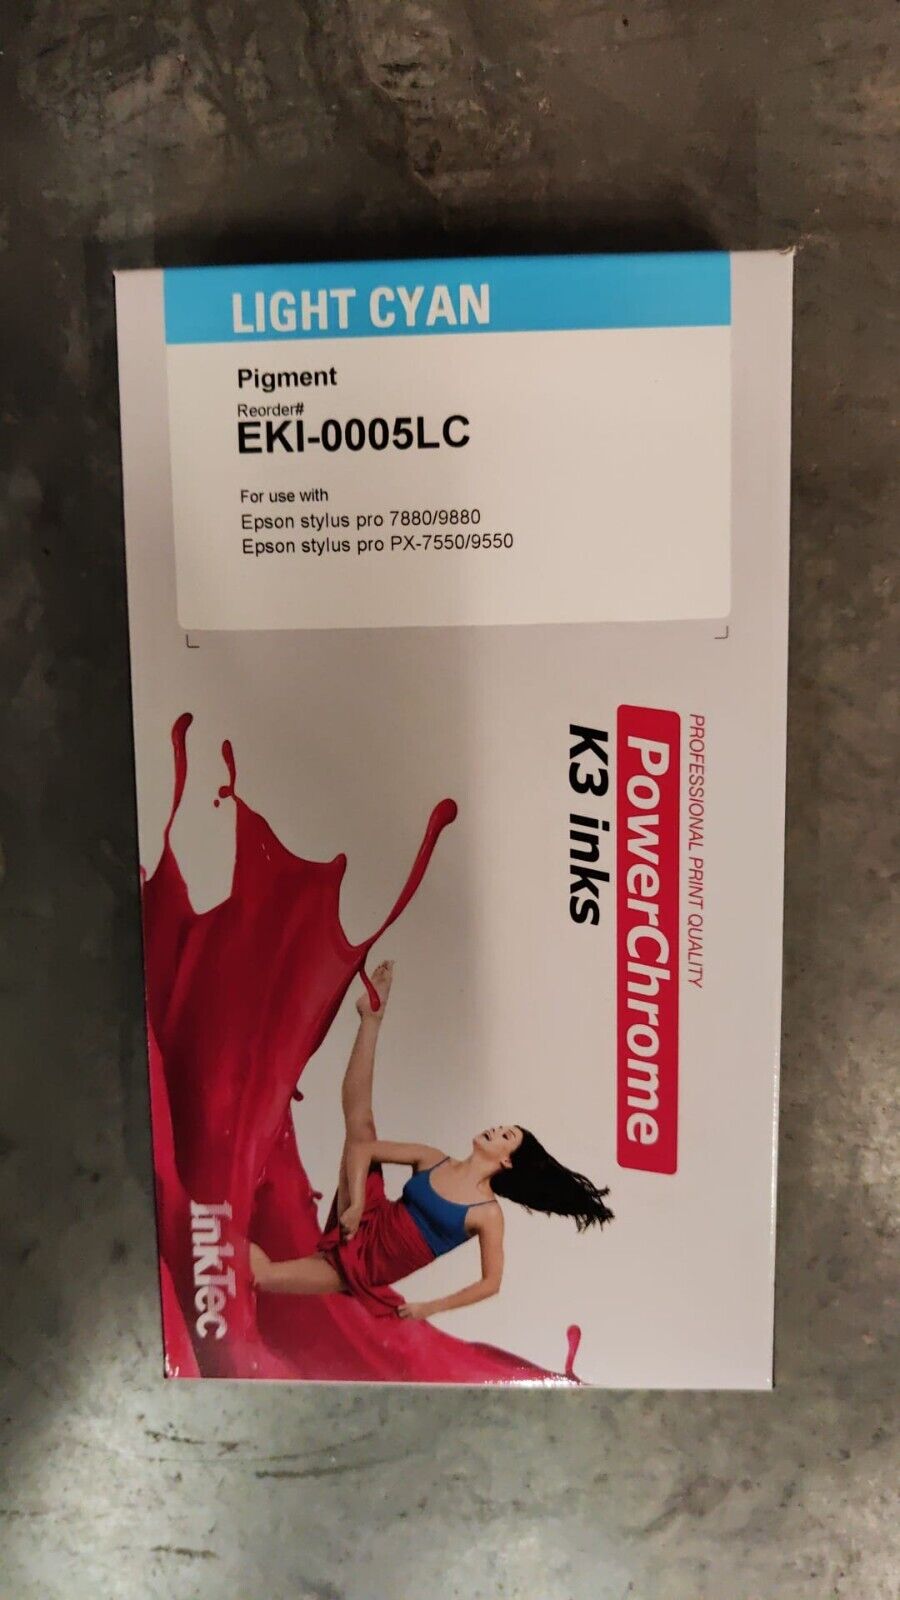 LIGHT CYAN
Pigment
Reorder#
EKI-0005LC
For use with
Epson stylus pro 7880/9880
Epson stylus pro PX-7550/9550
PROFESSIONAL PRINT QUALITY
PowerChrome
K3 inks
InkTec